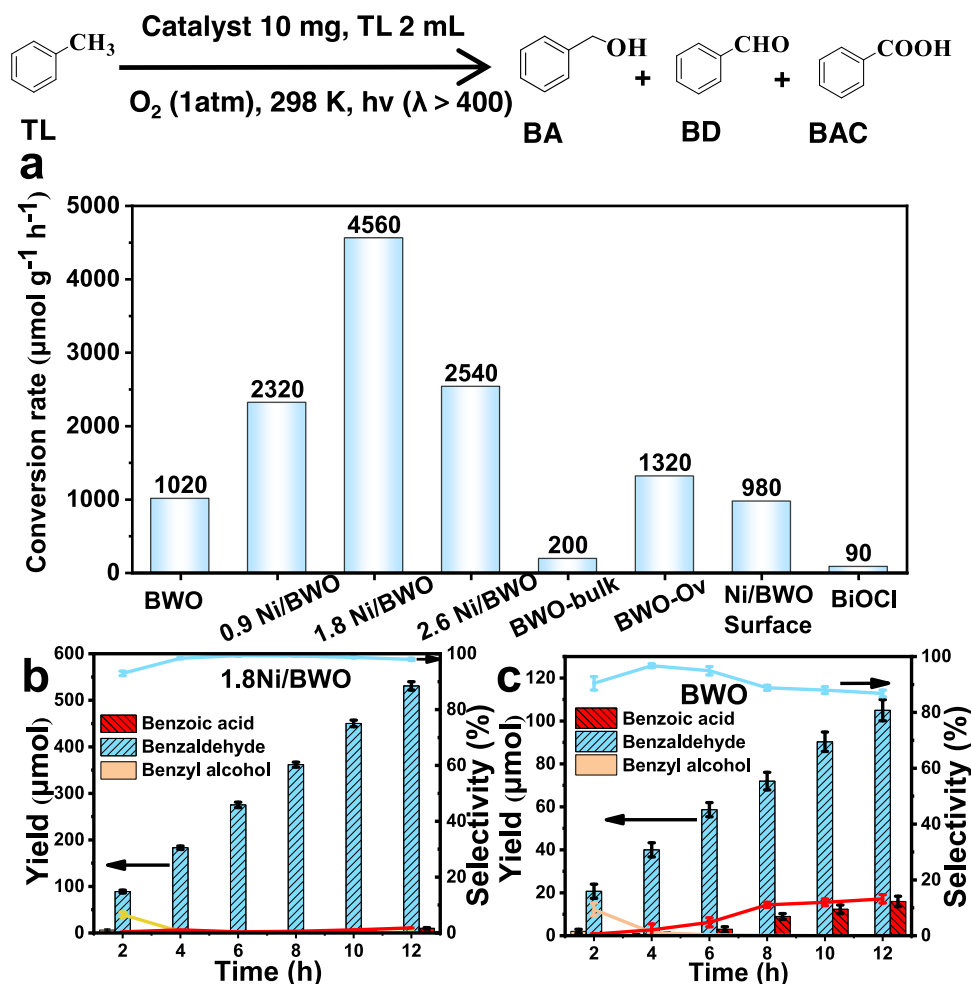 CH3
Catalyst 10 mg, TL 2 mL
O2 (1atm), 298 K, hv (λ > 400)
TL
OH
+
CHO
+
COOH
BA
BD
BAC
a
Conversion rate (μmol g-1 h-1)
5000
4000
3000
2000
1000
0
1020
2320
4560
2540
200
1320
980
90
BWO
0.9 Ni/BWO
1.8 Ni/BWO
2.6 Ni/BWO
BWO-bulk
BWO-Ov
Ni/BWO
Surface
BiOCl
b
1.8Ni/BWO
Benzoic acid
Benzaldehyde
Benzyl alcohol
Yield (μmol)
600
500
400
300
200
100
0
2 4 6 8 10 12
Time (h)
100
80
60
40
20
0
Selectivity (%)
c
BWO
Benzoic acid
Benzaldehyde
Benzyl alcohol
Yield (μmol)
120
100
80
60
40
20
0
2 4 6 8 10 12
Time (h)
100
80
60
40
20
0
Selectivity (%)